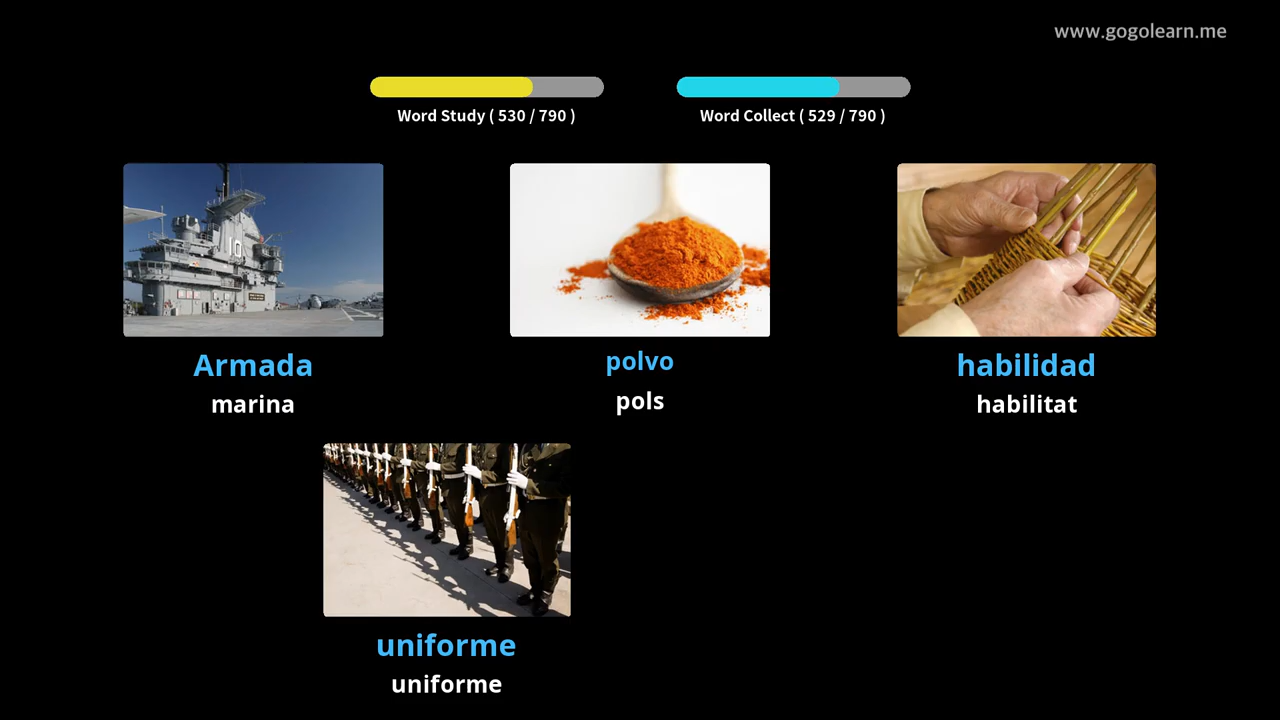 www.gogolearn.me
Word Study ( 530 / 790 )
Word Collect ( 529 / 790 )
10
Armada
marina
polvo
pols
habilidad
habilitat
uniforme
uniforme